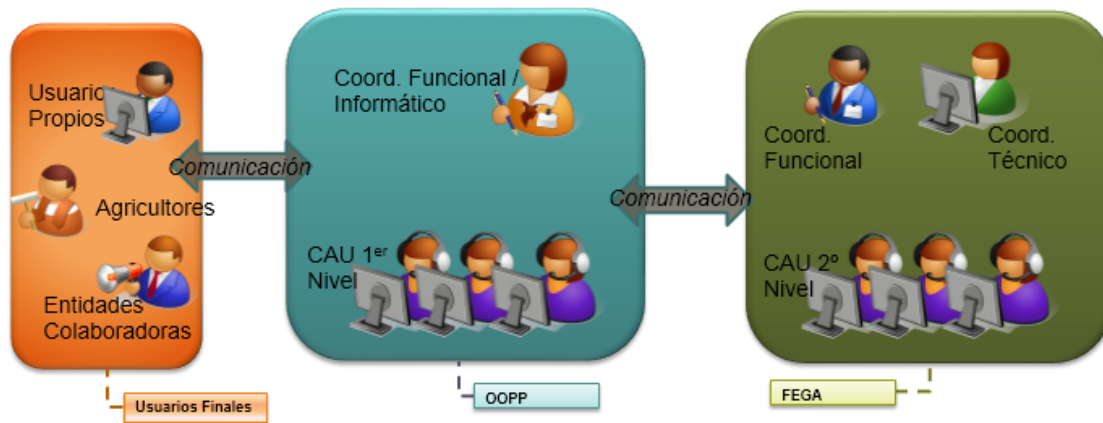 Usuario
Propios
Agricultores
Entidades
Colaboradoras
Comunicación
Coord. Funcional /
Informático
CAU 1er
Nivel
Comunicación
Coord.
Funcional
Coord.
Técnico
CAU 2º
Nivel
Usuarios Finales
OOPP
FEGA